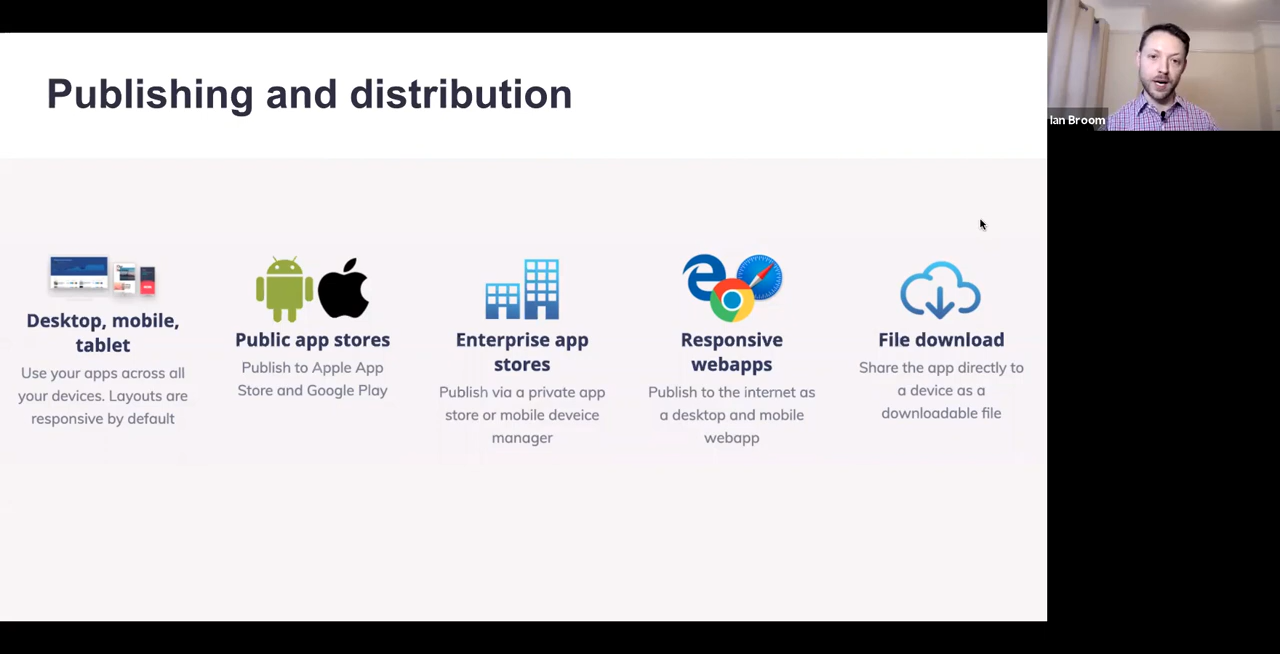 Publishing and distribution
Ian Broom
Desktop, mobile,
tablet
Use your apps across all
your devices. Layouts are
responsive by default
Public app stores
Publish to Apple App
Store and Google Play
Enterprise app
stores
Publish via a private app
store or mobile deveice
manager
Responsive
webapps
Publish to the internet as
a desktop and mobile
webapp
File download
Share the app directly to
a device as a
downloadable file